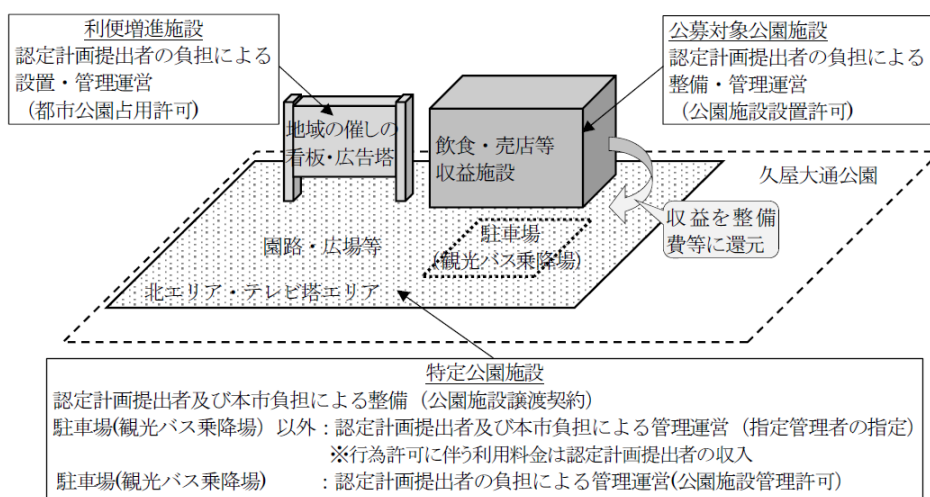 利便増進施設
認定計画提出者の負担による
設置・管理運営
(都市公園占用許可)
公募対象公園施設
認定計画提出者の負担による
整備・管理運営
(公園施設設置許可)
地域の催しの
看板・広告塔
飲食・売店等
収益施設
久屋大通公園
収益を整備
費等に還元
駐車場
(観光バス乗降場)
園路・広場等
北エリア・テレビ塔エリア
特定公園施設
認定計画提出者及び本市負担による整備（公園施設譲渡契約）
駐車場(観光バス乗降場）以外：認定計画提出者及び本市負担による管理運営（指定管理者の指定）
※行為許可に伴う利用料金は認定計画提出者の収入
駐車場(観光バス乗降場)　：認定計画提出者の負担による管理運営(公園施設管理許可)